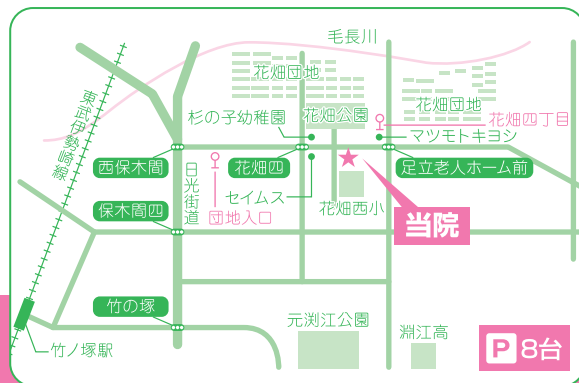 毛長川
花畑団地
花畑団地
東武伊勢崎線
杉の子幼稚園
花畑公園
花畑四丁目
マツモトキヨシ
西保木間
日光街道
花畑四
足立老人ホーム前
セイムス
保木間四
団地入口
花畑西小
当院
竹の塚
元渕江公園
淵江高
竹ノ塚駅
P 8台